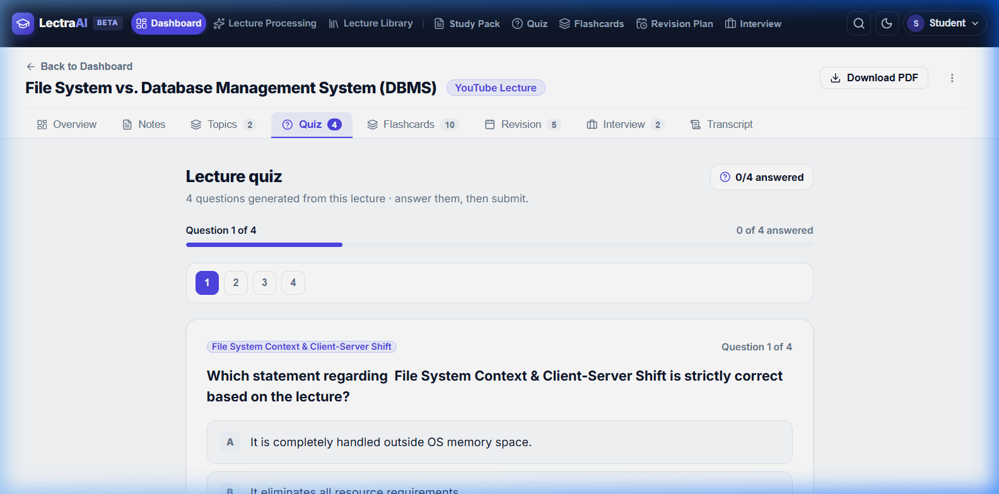 LectraAI BETA Dashboard Lecture Processing Lecture Library Study Pack Quiz Flashcards Revision Plan Interview S Student
Back to Dashboard
File System vs. Database Management System (DBMS) YouTube Lecture Download PDF
Overview Notes Topics 2 Quiz 4 Flashcards 10 Revision 5 Interview 2 Transcript
Lecture quiz 0/4 answered
4 questions generated from this lecture · answer them, then submit.
Question 1 of 4 0 of 4 answered
1 2 3 4
File System Context & Client-Server Shift Question 1 of 4
Which statement regarding File System Context & Client-Server Shift is strictly correct
based on the lecture?
A It is completely handled outside OS memory space.
B It eliminates all resource requirements.